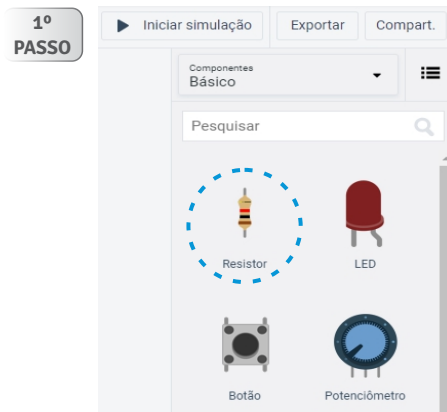 1º
PASSO
Iniciar simulação
Exportar
Compart.
Componentes
Básico
Pesquisar
Resistor
LED
Botão
Potenciômetro